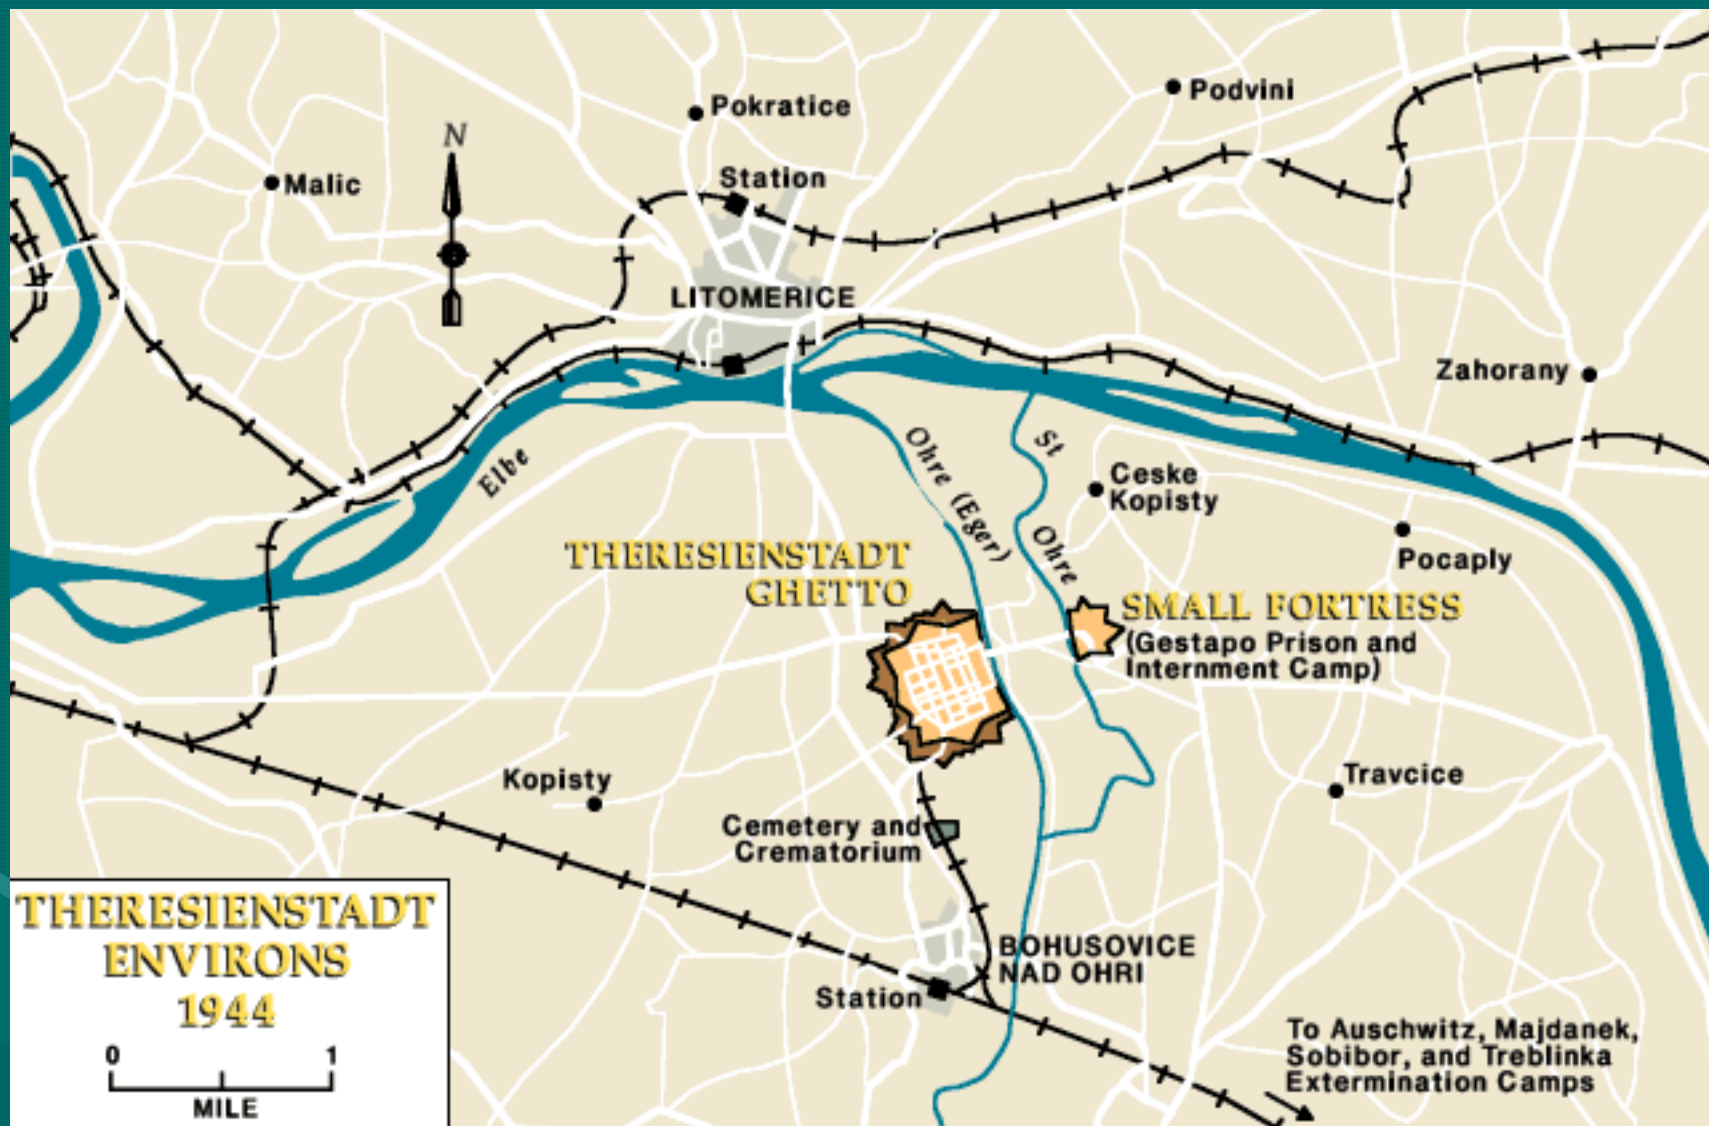 Pokratice
Podvini
N
Station
Malic
LITOMERICE
Zahorany
Elbe
Ohre (Eger)
St Ohre
Ceske
Kopisty
Pocaply
THERESIENSTADT
GHETTO
SMALL FORTRESS
(Gestapo Prison and
Internment Camp)
Kopisty
Travcice
Cemetery and
Crematorium
BOHUSOVICE
NAD OHRI
Station
To Auschwitz, Majdanek,
Sobibor, and Treblinka
Extermination Camps
THERESIENSTADT
ENVIRONS
1944
0 1
MILE